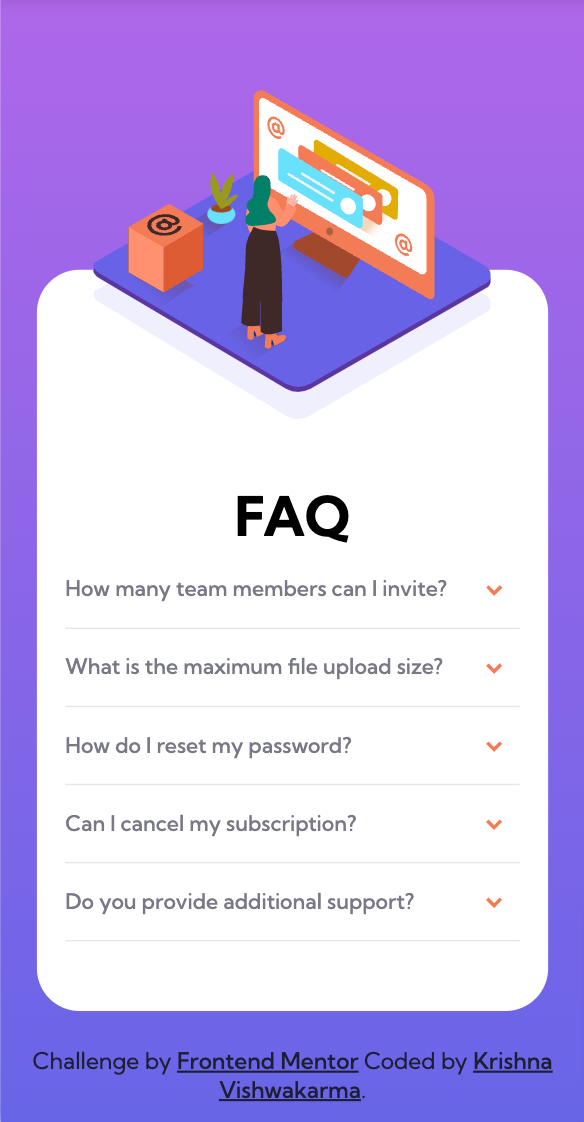 @
@
@
FAQ
How many team members can I invite?
What is the maximum file upload size?
How do I reset my password?
Can I cancel my subscription?
Do you provide additional support?
Challenge by Frontend Mentor Coded by Krishna
Vishwakarma.